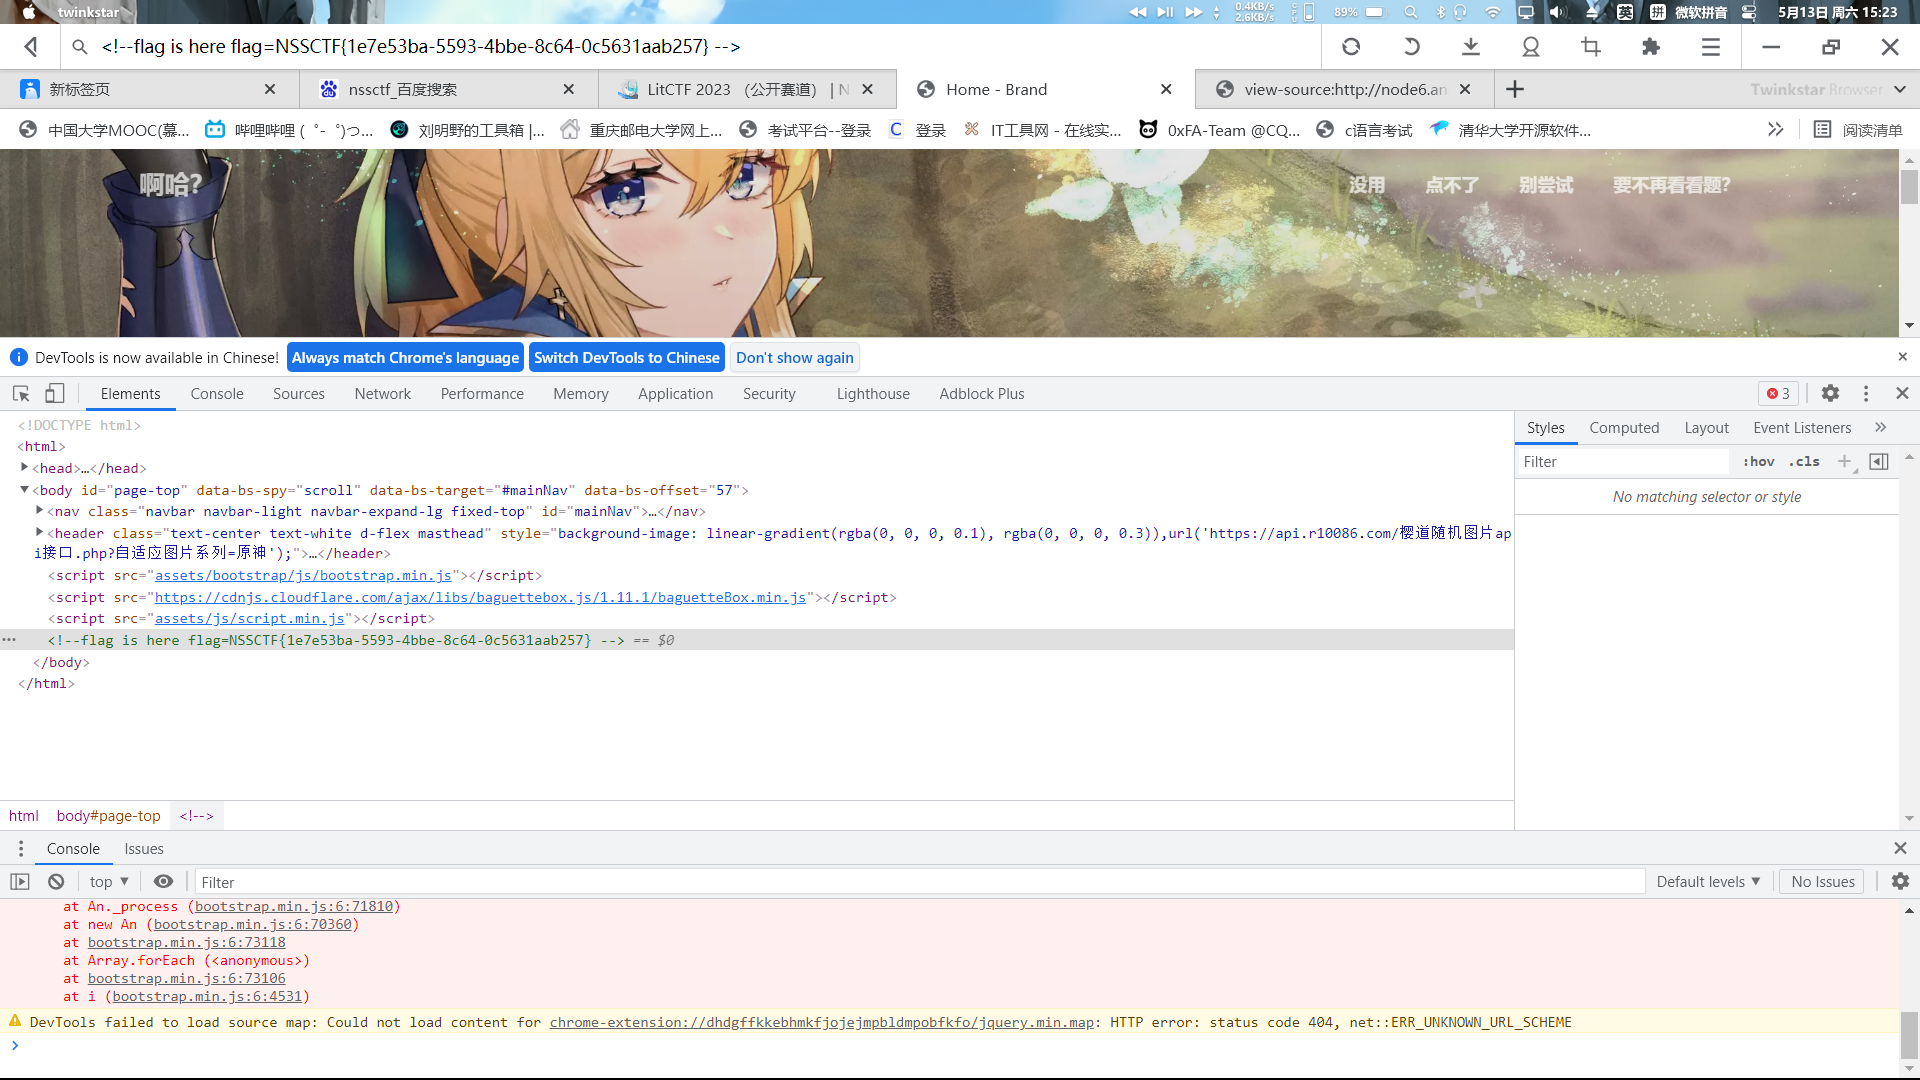 twinkstar
0.4KB/s
2.6KB/s
CPU
89%
英
拼
微软拼音
5月13日 周六 15:23
<!--flag is here flag=NSSCTF{1e7e53ba-5593-4bbe-8c64-0c5631aab257} -->
新标签页
nssctf_百度搜索
LitCTF 2023 （公开赛道） | N
Home - Brand
view-source:http://node6.an
Twinkstar Browser
中国大学MOOC(慕...
哔哩哔哩 (゜-゜)つ...
刘明野的工具箱 |...
重庆邮电大学网上...
考试平台--登录
C 登录
IT工具网 - 在线实...
0xFA-Team @CQ...
c语言考试
清华大学开源软件...
阅读清单
啊哈?
没用
点不了
别尝试
要不再看看题?
DevTools is now available in Chinese!
Always match Chrome's language
Switch DevTools to Chinese
Don't show again
Elements
Console
Sources
Network
Performance
Memory
Application
Security
Lighthouse
Adblock Plus
3
<!DOCTYPE html>
<html>
<head>…</head>
<body id="page-top" data-bs-spy="scroll" data-bs-target="#mainNav" data-bs-offset="57">
<nav class="navbar navbar-light navbar-expand-lg fixed-top" id="mainNav">…</nav>
<header class="text-center text-white d-flex masthead" style="background-image: linear-gradient(rgba(0, 0, 0, 0.1), rgba(0, 0, 0, 0.3)),url('https://api.r10086.com/樱道随机图片ap
i接口.php?自适应图片系列=原神');">…</header>
<script src="assets/bootstrap/js/bootstrap.min.js"></script>
<script src="https://cdnjs.cloudflare.com/ajax/libs/baguettebox.js/1.11.1/baguetteBox.min.js"></script>
<script src="assets/js/script.min.js"></script>
<!--flag is here flag=NSSCTF{1e7e53ba-5593-4bbe-8c64-0c5631aab257} --> == $0
</body>
</html>
Styles
Computed
Layout
Event Listeners
Filter
:hov
.cls
No matching selector or style
html
body#page-top
<!-->
Console
Issues
top
Filter
Default levels
No Issues
at An._process (bootstrap.min.js:6:71810)
at new An (bootstrap.min.js:6:70360)
at bootstrap.min.js:6:73118
at Array.forEach (<anonymous>)
at bootstrap.min.js:6:73106
at i (bootstrap.min.js:6:4531)
DevTools failed to load source map: Could not load content for chrome-extension://dhdgffkkebhmkfjojejmpbldmpobfkfo/jquery.min.map: HTTP error: status code 404, net::ERR_UNKNOWN_URL_SCHEME